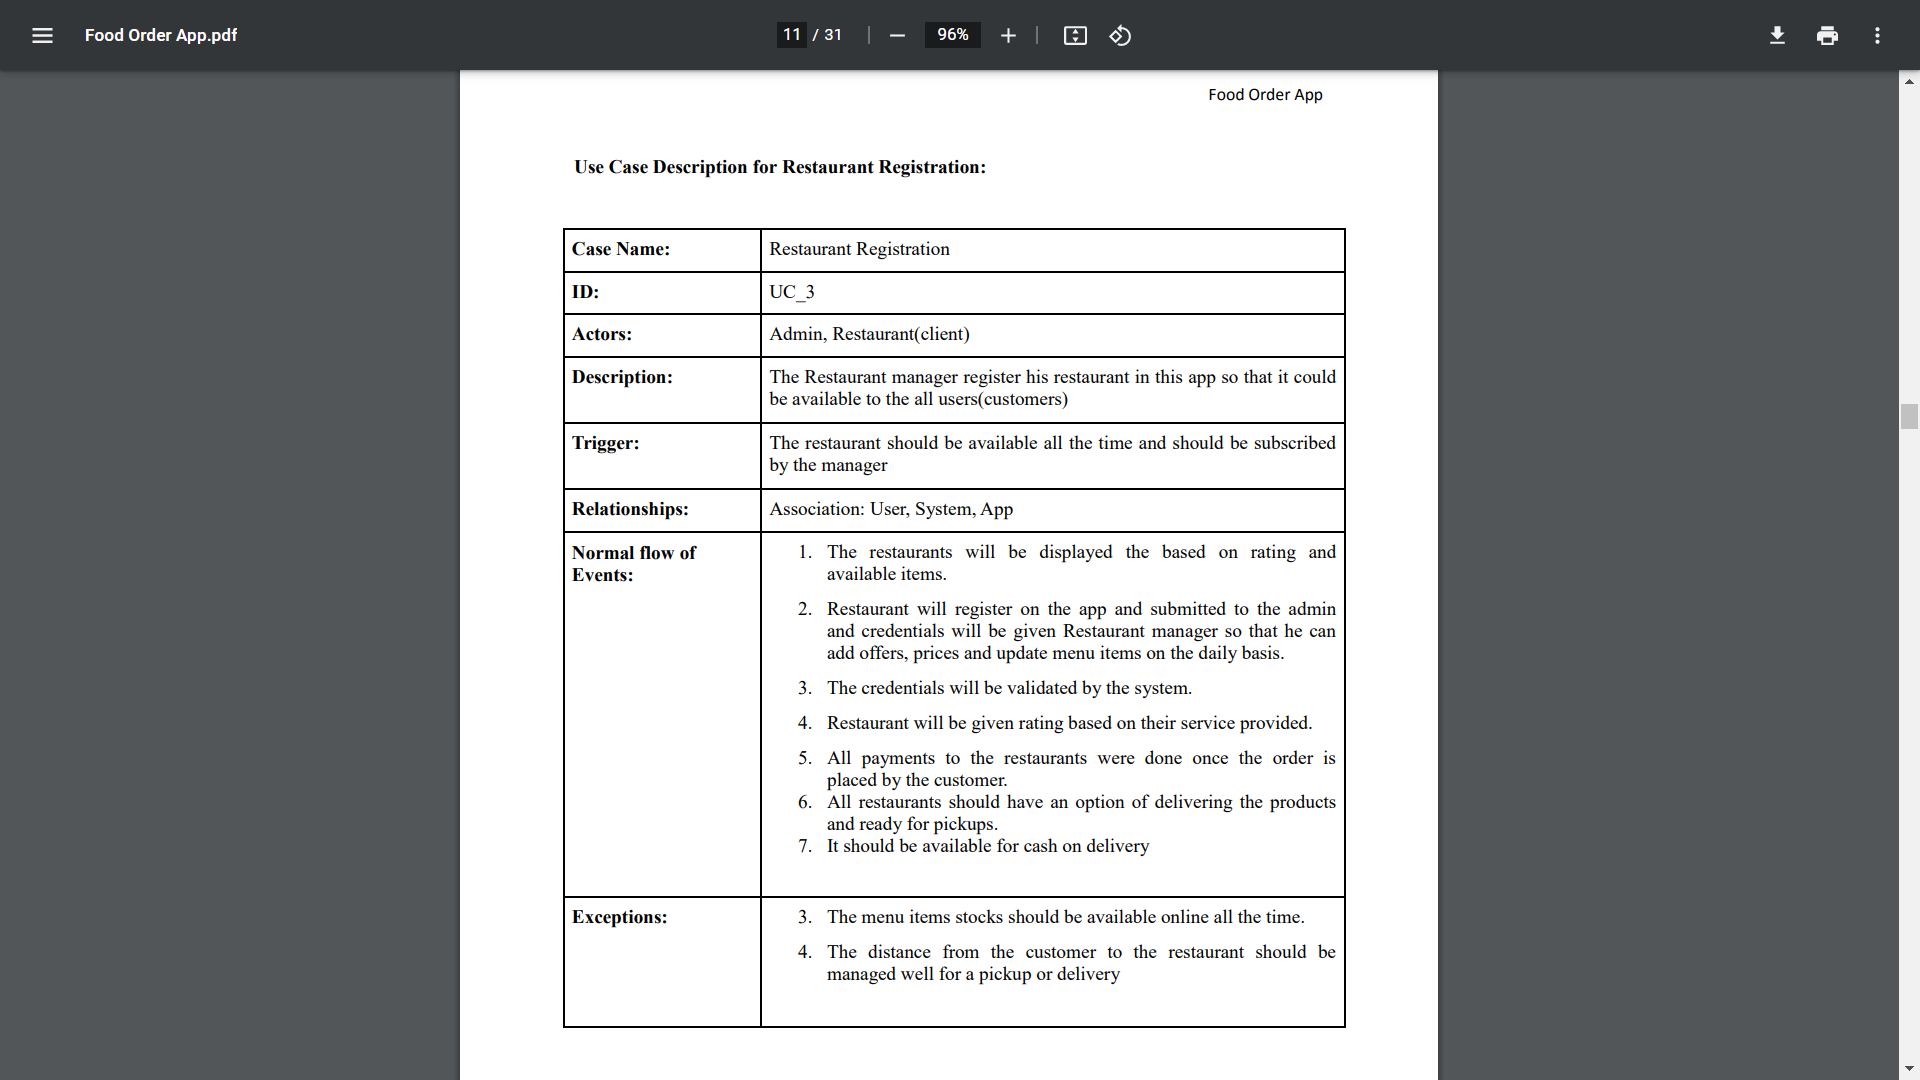 Food Order App.pdf
11 / 31
96%
Food Order App
Use Case Description for Restaurant Registration:
Case Name: Restaurant Registration
ID: UC_3
Actors: Admin, Restaurant(client)
Description: The Restaurant manager register his restaurant in this app so that it could
be available to the all users(customers)
Trigger: The restaurant should be available all the time and should be subscribed
by the manager
Relationships: Association: User, System, App
Normal flow of
Events:
1. The restaurants will be displayed the based on rating and
available items.
2. Restaurant will register on the app and submitted to the admin
and credentials will be given Restaurant manager so that he can
add offers, prices and update menu items on the daily basis.
3. The credentials will be validated by the system.
4. Restaurant will be given rating based on their service provided.
5. All payments to the restaurants were done once the order is
placed by the customer.
6. All restaurants should have an option of delivering the products
and ready for pickups.
7. It should be available for cash on delivery
Exceptions: 3. The menu items stocks should be available online all the time.
4. The distance from the customer to the restaurant should be
managed well for a pickup or delivery